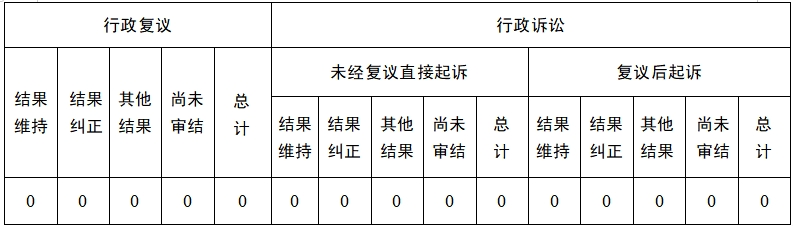 行政复议 行政诉讼
未经复议直接起诉 复议后起诉
结果维持 结果纠正 其他结果 尚未审结 总计 结果维持 结果纠正 其他结果 尚未审结 总计 结果维持 结果纠正 其他结果 尚未审结 总计
0 0 0 0 0 0 0 0 0 0 0 0 0 0 0